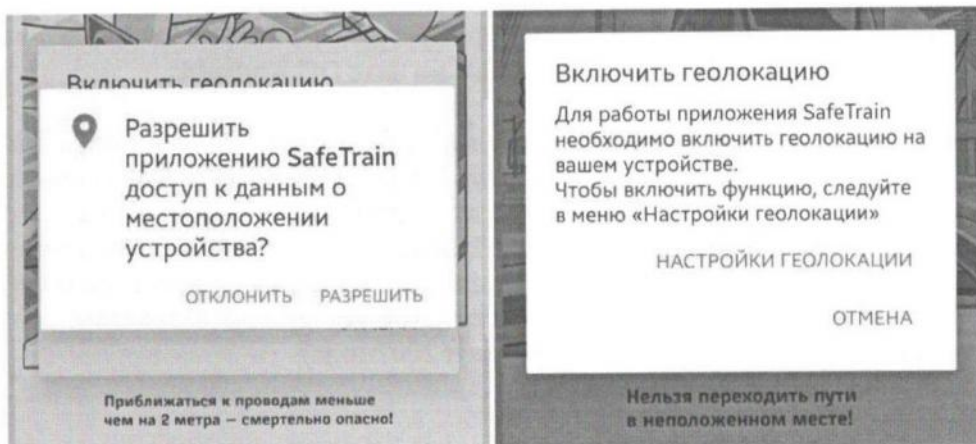 Включить геолокацию
Разрешить
приложению SafeTrain
доступ к данным о
местоположении
устройства?
ОТКЛОНИТЬ РАЗРЕШИТЬ
Приближаться к проводам меньше
чем на 2 метра – смертельно опасно!
Включить геолокацию
Для работы приложения SafeTrain
необходимо включить геолокацию на
вашем устройстве.
Чтобы включить функцию, следуйте
в меню «Настройки геолокации»
НАСТРОЙКИ ГЕОЛОКАЦИИ
ОТМЕНА
Нельзя переходить пути
в неположенном месте!